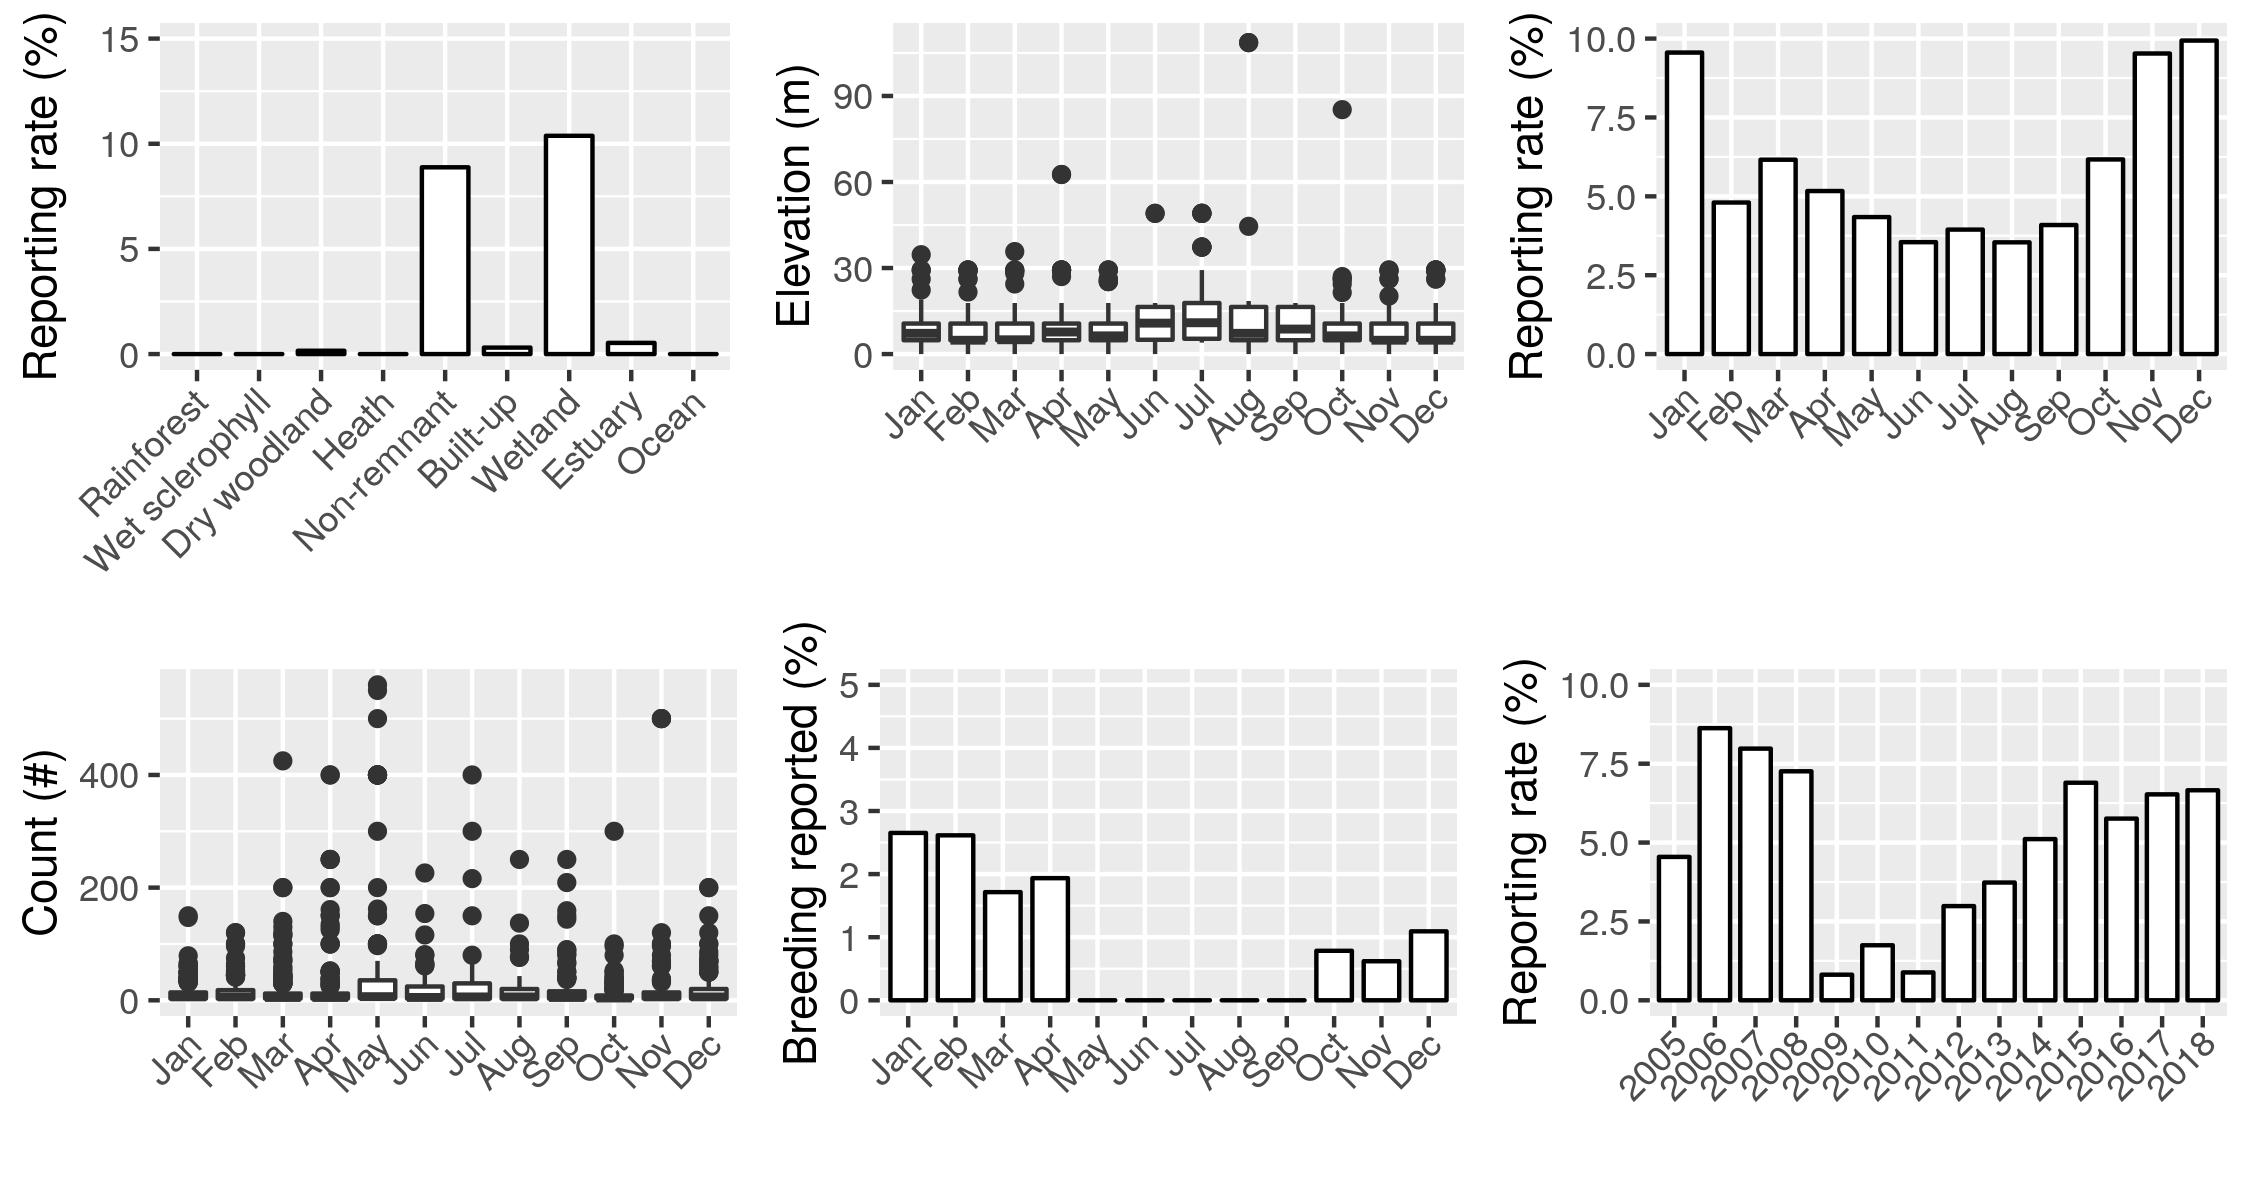 Reporting rate (%)
15
10
5
0
Rainforest
Wet sclerophyll
Dry woodland
Heath
Non-remnant
Built-up
Wetland
Estuary
Ocean
Elevation (m)
90
60
30
0
Jan
Feb
Mar
Apr
May
Jun
Jul
Aug
Sep
Oct
Nov
Dec
Reporting rate (%)
10.0
7.5
5.0
2.5
0.0
Jan
Feb
Mar
Apr
May
Jun
Jul
Aug
Sep
Oct
Nov
Dec
Count (#)
400
200
0
Jan
Feb
Mar
Apr
May
Jun
Jul
Aug
Sep
Oct
Nov
Dec
Breeding reported (%)
5
4
3
2
1
0
Jan
Feb
Mar
Apr
May
Jun
Jul
Aug
Sep
Oct
Nov
Dec
Reporting rate (%)
10.0
7.5
5.0
2.5
0.0
2005
2006
2007
2008
2009
2010
2011
2012
2013
2014
2015
2016
2017
2018